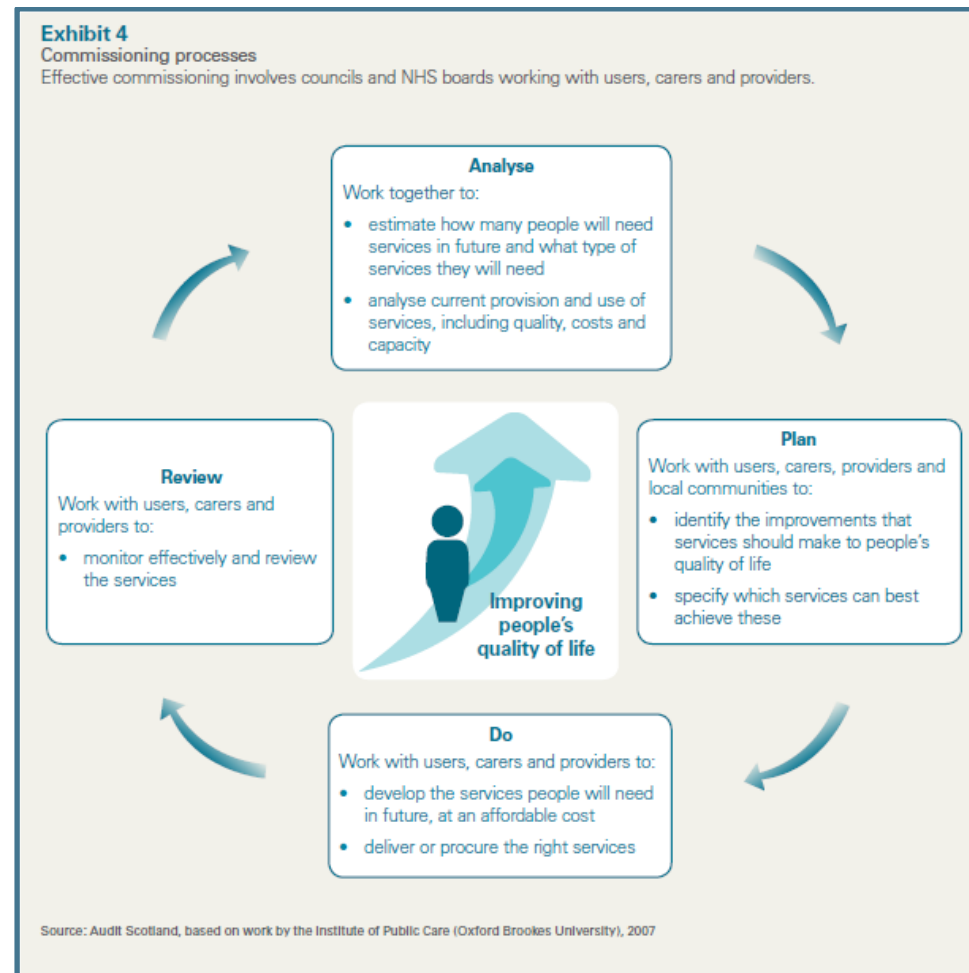 Exhibit 4
Commissioning processes
Effective commissioning involves councils and NHS boards working with users, carers and providers.
Analyse
Work together to:
• estimate how many people will need
services in future and what type of
services they will need
• analyse current provision and use of
services, including quality, costs and
capacity
Plan
Work with users, carers, providers and
local communities to:
• identify the improvements that
services should make to people's
quality of life
• specify which services can best
achieve these
Do
Work with users, carers and providers to:
• develop the services people will need
in future, at an affordable cost
• deliver or procure the right services
Review
Work with users, carers and
providers to:
• monitor effectively and review
the services
Improving
people's
quality of life
Source: Audit Scotland, based on work by the Institute of Public Care (Oxford Brookes University), 2007